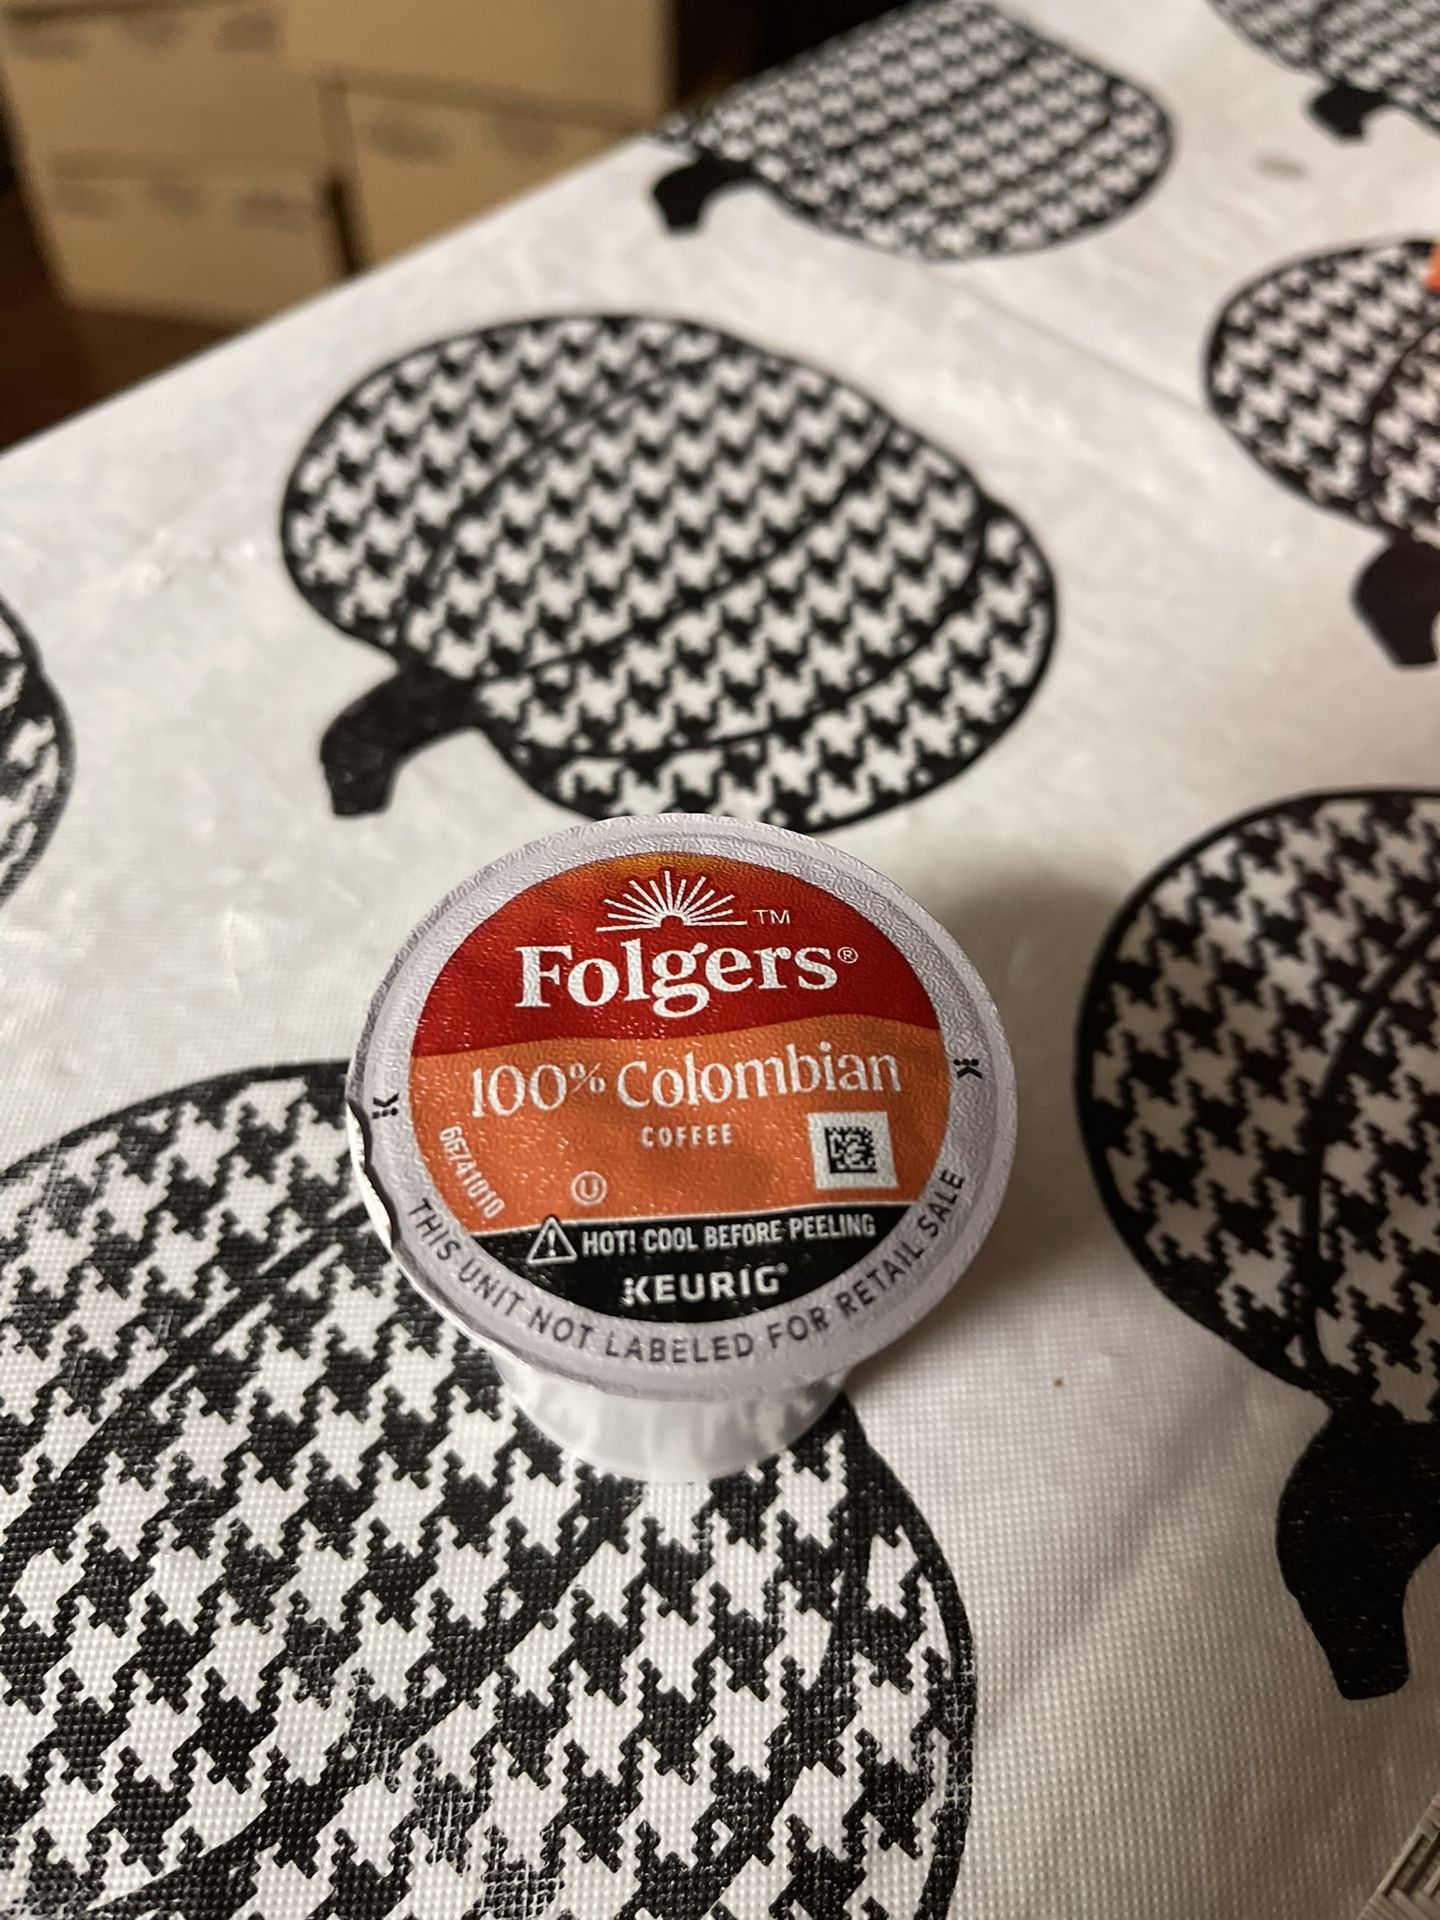 TM
Folgers®
100% Colombian
COFFEE
6E741010
U
HOT! COOL BEFORE PEELING
KEURIG®
THIS UNIT NOT LABELED FOR RETAIL SALE
K
K